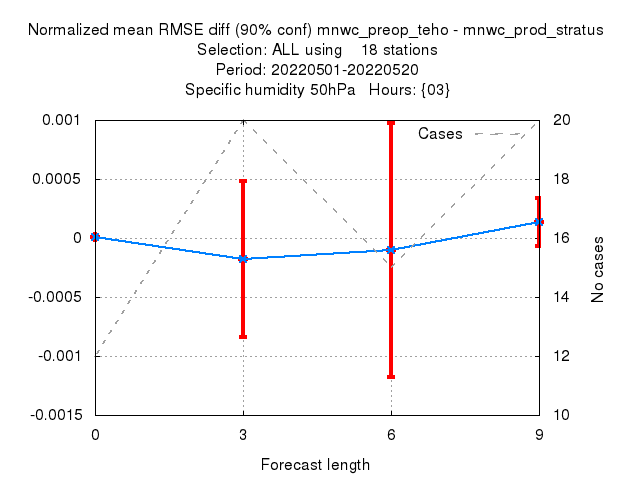 Normalized mean RMSE diff (90% conf) mnwc_preop_teho - mnwc_prod_stratus
Selection: ALL using    18 stations
Period: 20220501-20220520
Specific humidity 50hPa   Hours: {03}
0.001
0.0005
0
-0.0005
-0.001
-0.0015
Cases
20
18
16
14
12
10
No cases
0
3
6
9
Forecast length